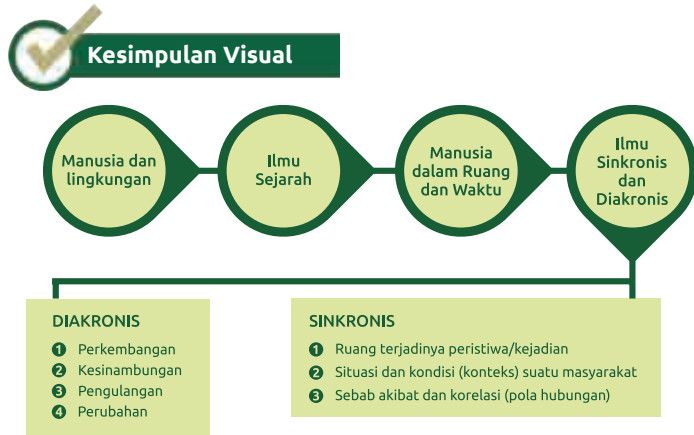 Kesimpulan Visual
Manusia dan
lingkungan
Ilmu
Sejarah
Manusia
dalam Ruang
dan Waktu
Ilmu
Sinkronis
dan
Diakronis
DIAKRONIS
1 Perkembangan
2 Kesinambungan
3 Pengulangan
4 Perubahan
SINKRONIS
1 Ruang terjadinya peristiwa/kejadian
2 Situasi dan kondisi (konteks) suatu masyarakat
3 Sebab akibat dan korelasi (pola hubungan)